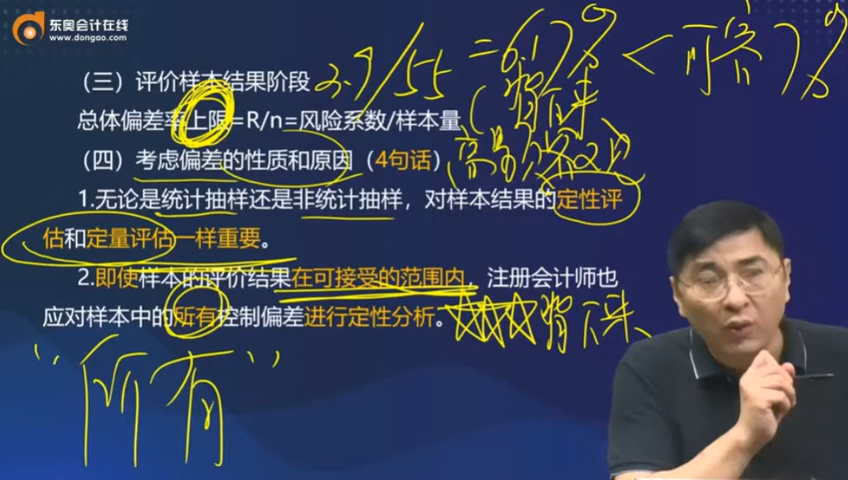 东奥会计在线
www.dongao.com
（三）评价样本结果阶段
总体偏差率上限=R/n=风险系数/样本量
（四）考虑偏差的性质和原因（4句话）
1.无论是统计抽样还是非统计抽样，对样本结果的定性评
估和定量评估一样重要。
2.即使样本的评价结果在可接受的范围内，注册会计师也
应对样本中的所有控制偏差进行定性分析。背下来
“所有”